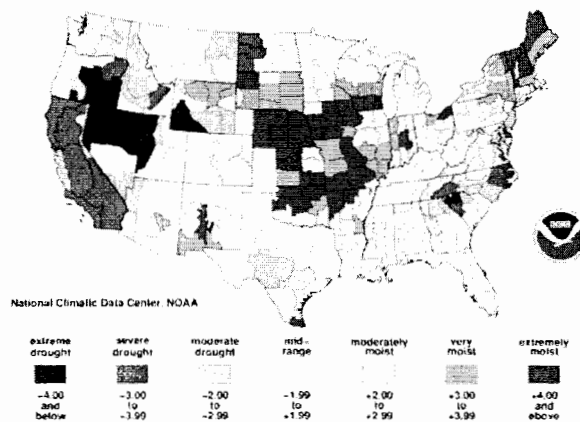 National Climatic Data Center, NOAA
extreme severe moderate mid- moderately very extremely
drought drought drought range moist moist moist
-4.00 -3.00 -2.00 -1.99 +2.00 +3.00 +4.00
and to to to to to and
below -3.99 -2.99 +1.99 +2.99 +3.99 above